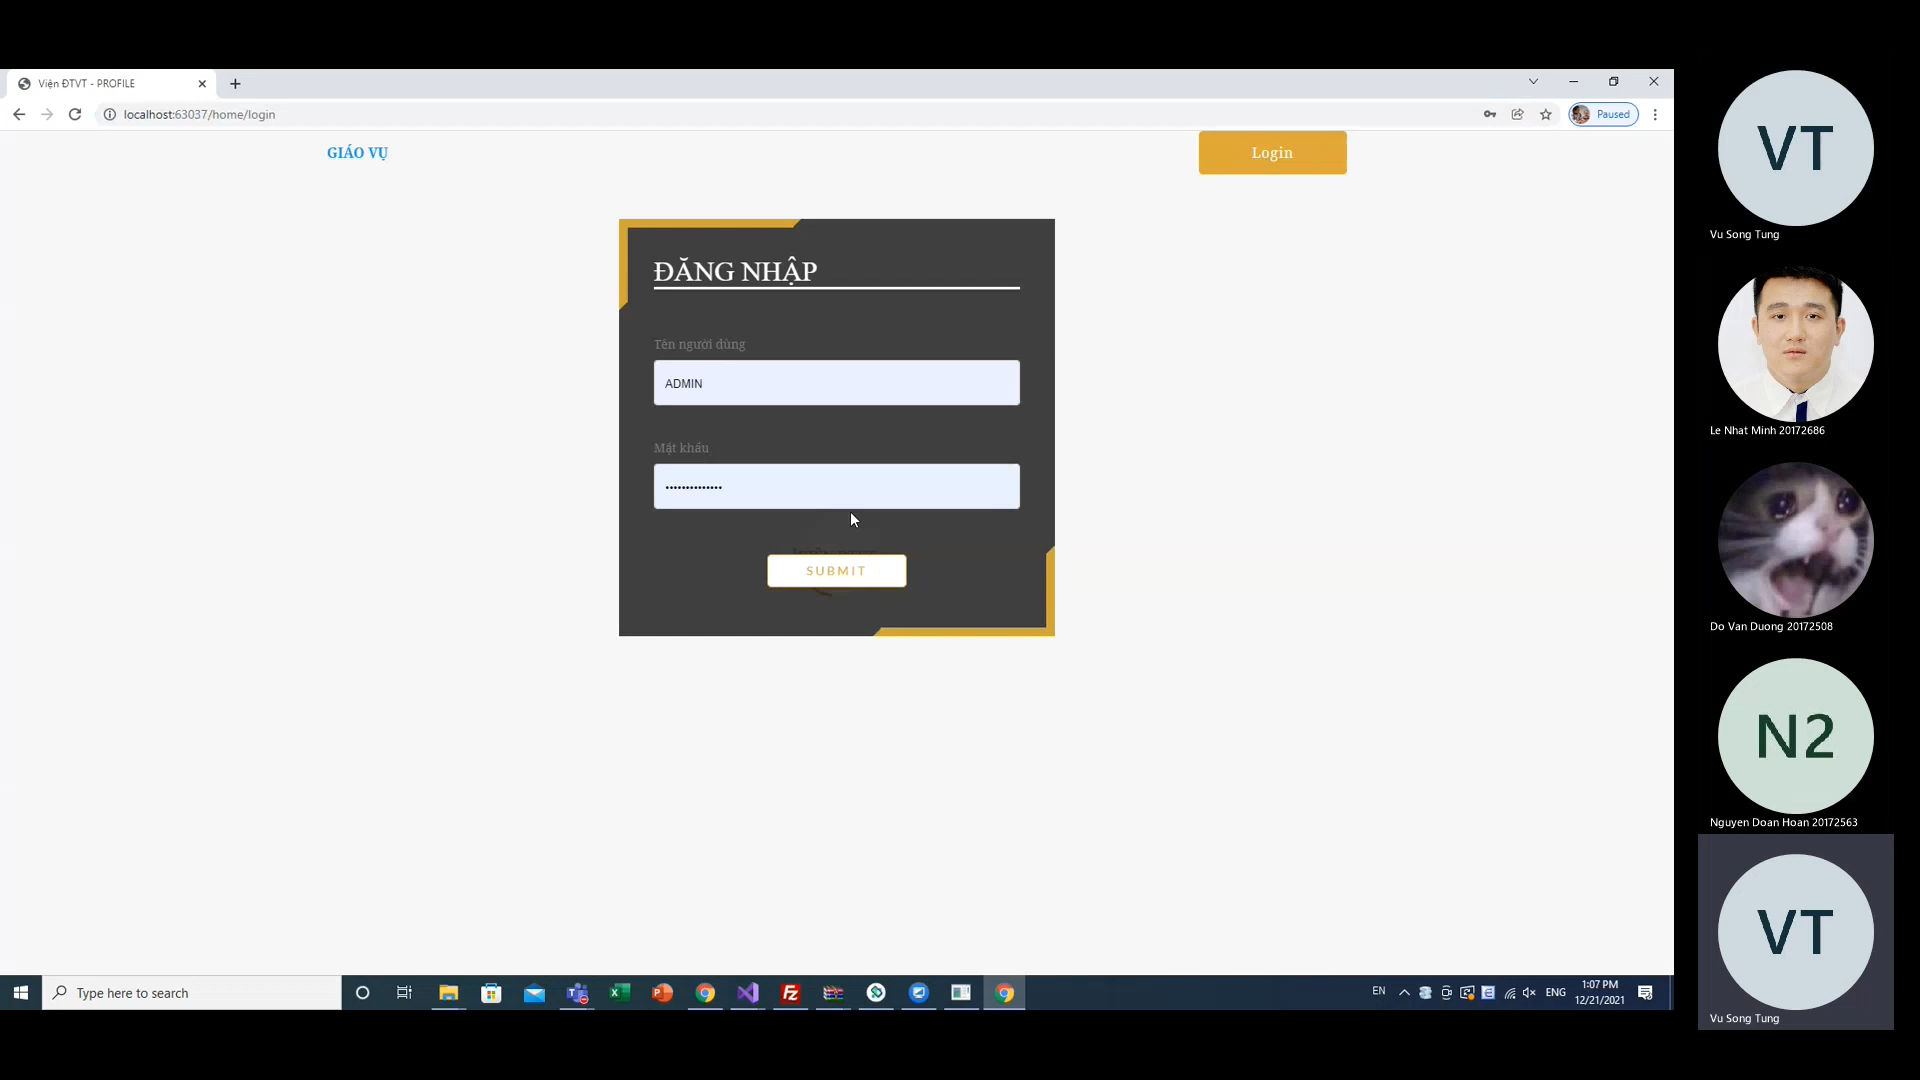 Viện ĐTVT - PROFILE
localhost:63037/home/login
Paused
GIÁO VỤ
Login
ĐĂNG NHẬP
Tên người dùng
ADMIN
Mật khẩu
SUBMIT
VT
Vu Song Tung
Le Nhat Minh 20172686
Do Van Duong 20172508
N2
Nguyen Doan Hoan 20172563
VT
Vu Song Tung
Type here to search
EN
ENG
1:07 PM
12/21/2021